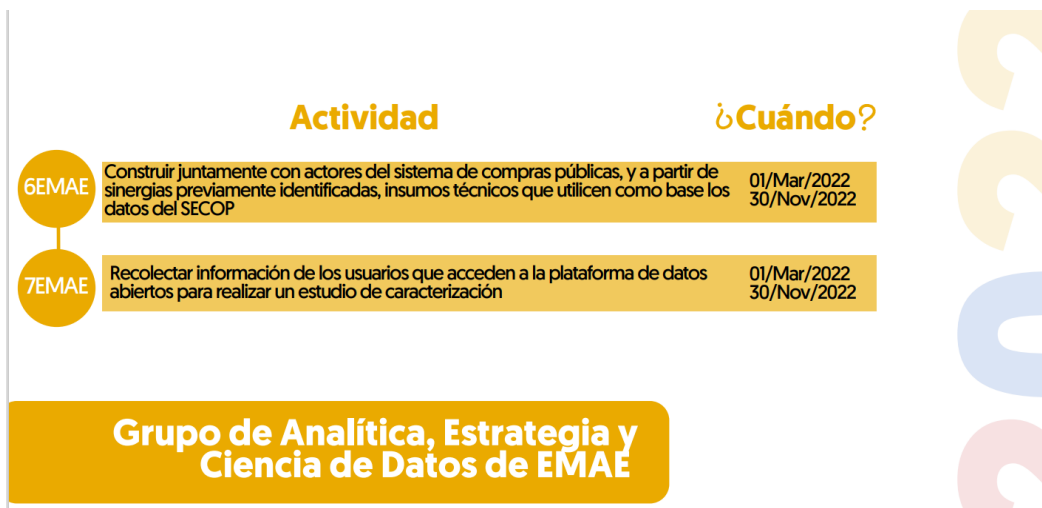 Actividad ¿Cuándo?
6EMAE
Construir juntamente con actores del sistema de compras públicas, y a partir de
sinergias previamente identificadas, insumos técnicos que utilicen como base los
datos del SECOP
01/Mar/2022
30/Nov/2022
7EMAE
Recolectar información de los usuarios que acceden a la plataforma de datos
abiertos para realizar un estudio de caracterización
01/Mar/2022
30/Nov/2022
Grupo de Analítica, Estrategia y
Ciencia de Datos de EMAE